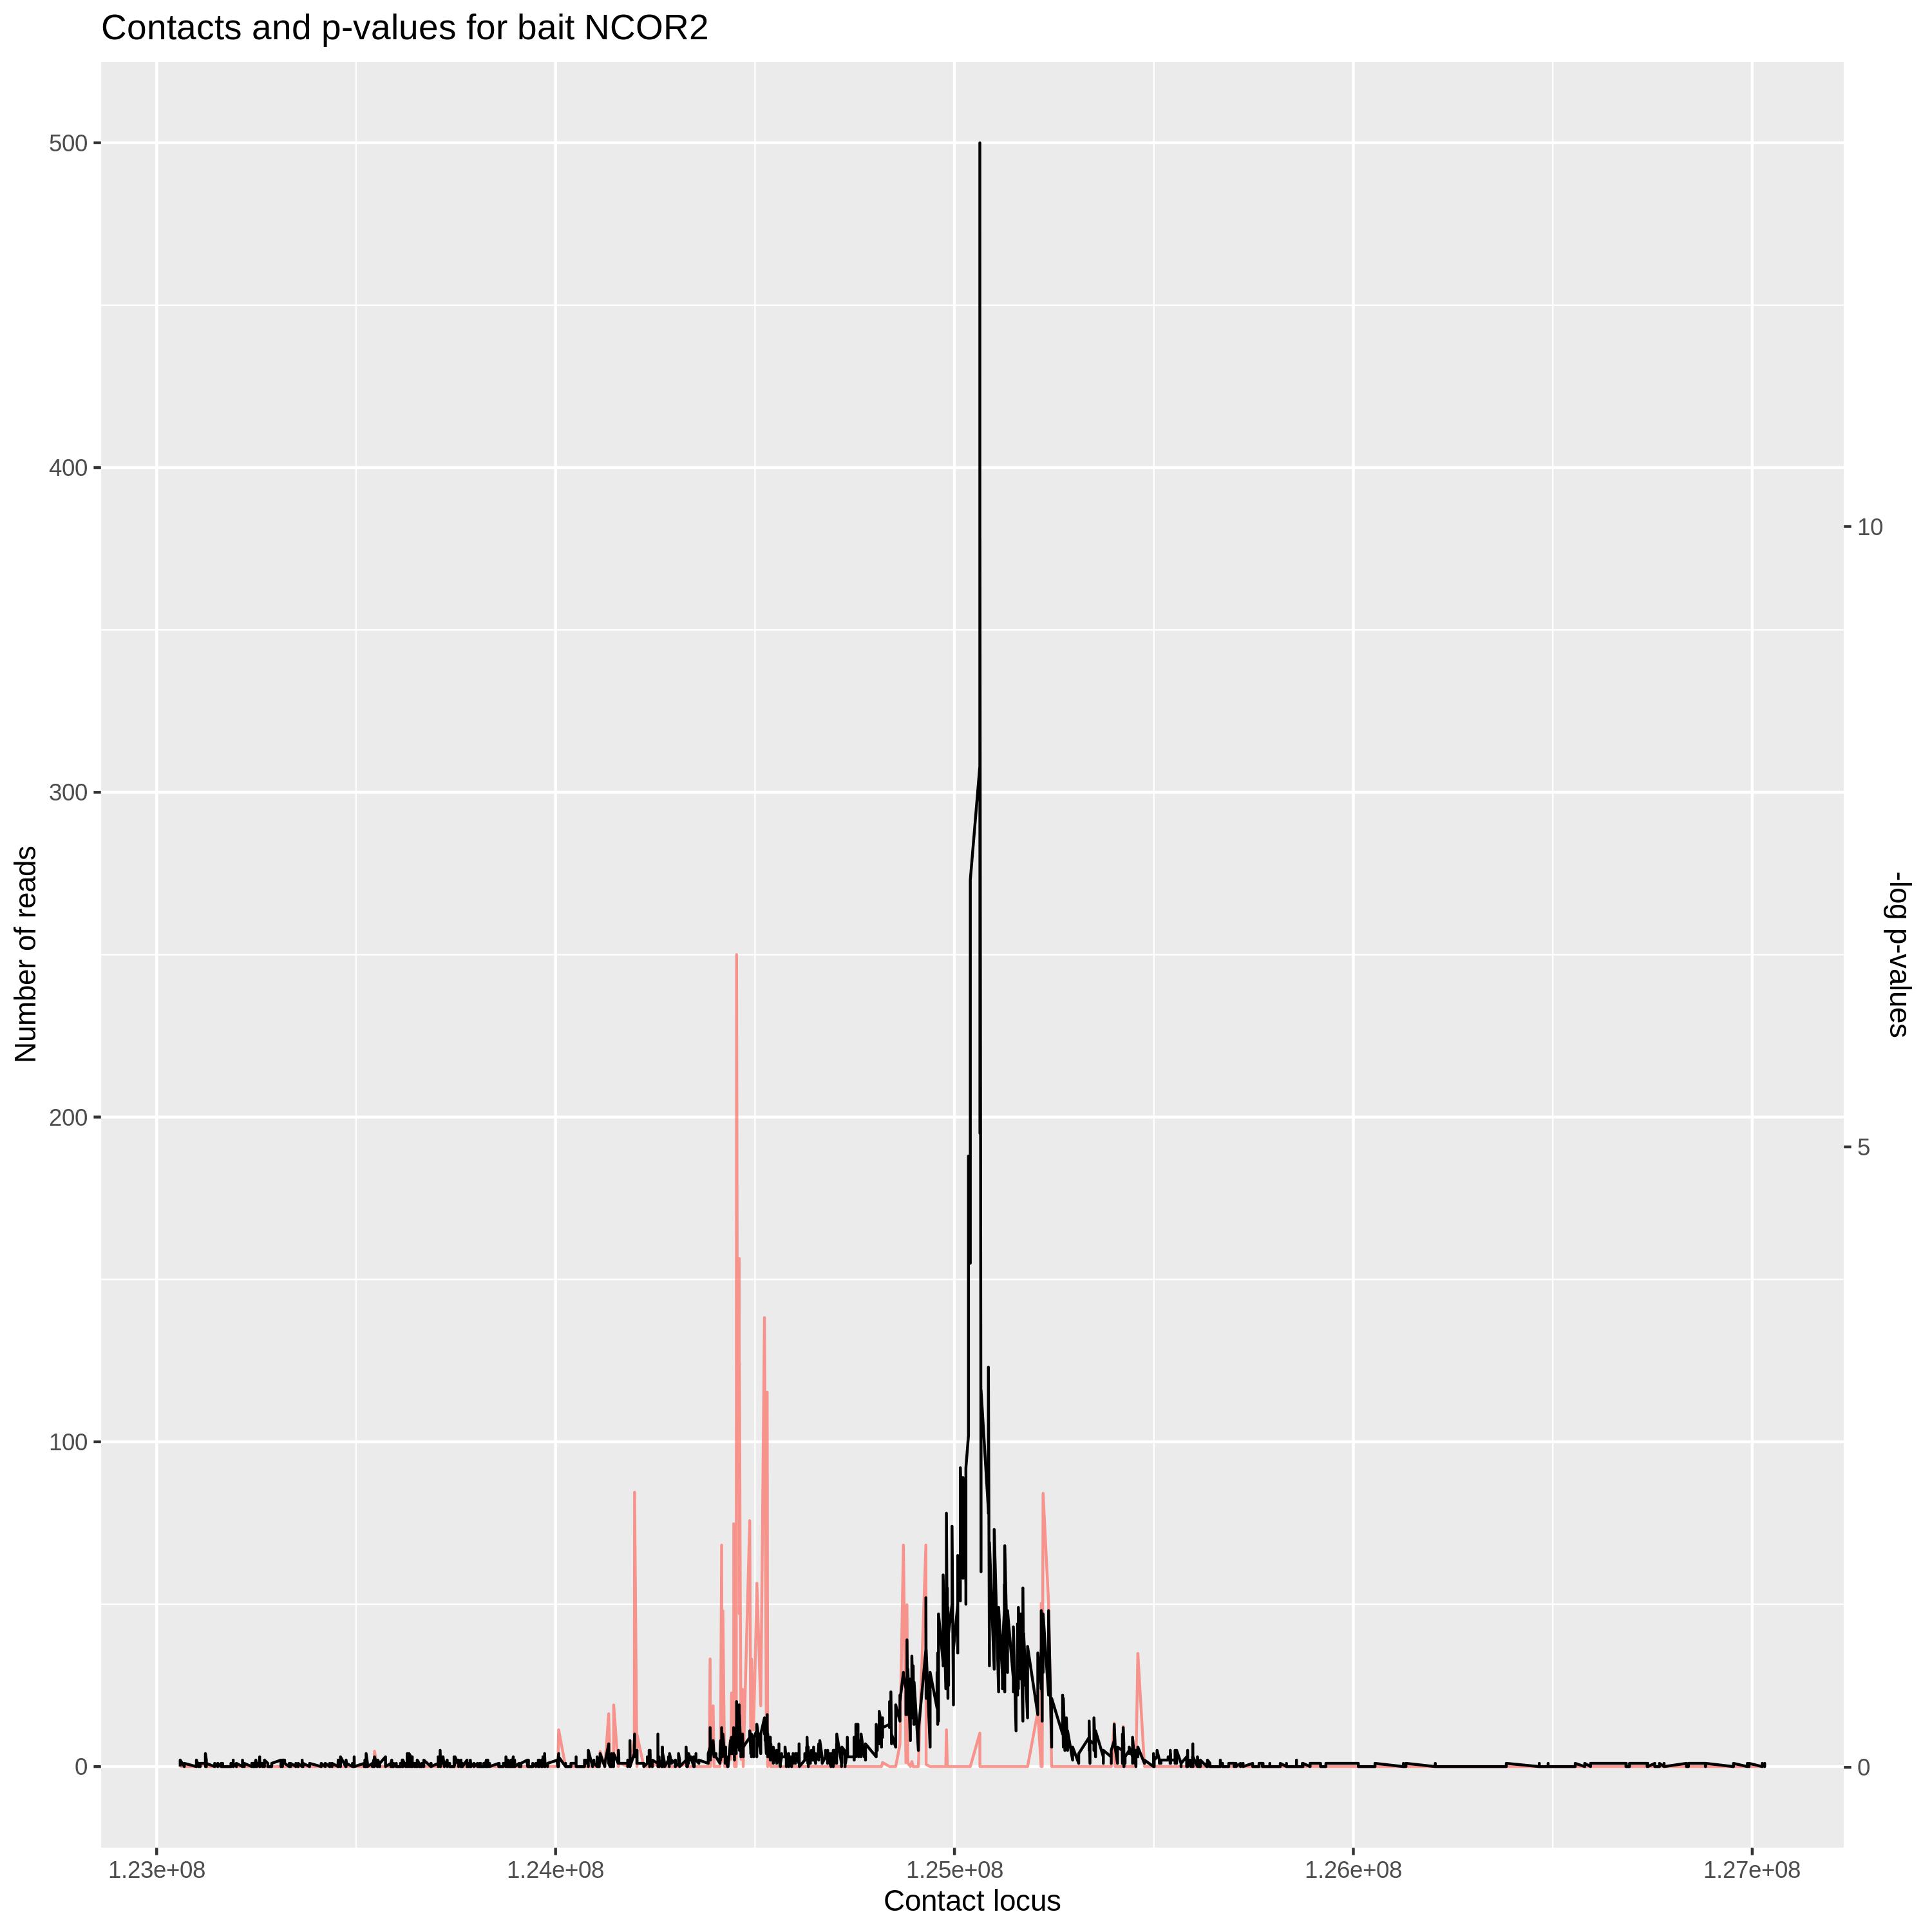 Contacts and p-values for bait NCOR2
500
400
300
200
100
0
Number of reads
10
5
0
-log p-values
1.23e+08
1.24e+08
1.25e+08
1.26e+08
1.27e+08
Contact locus